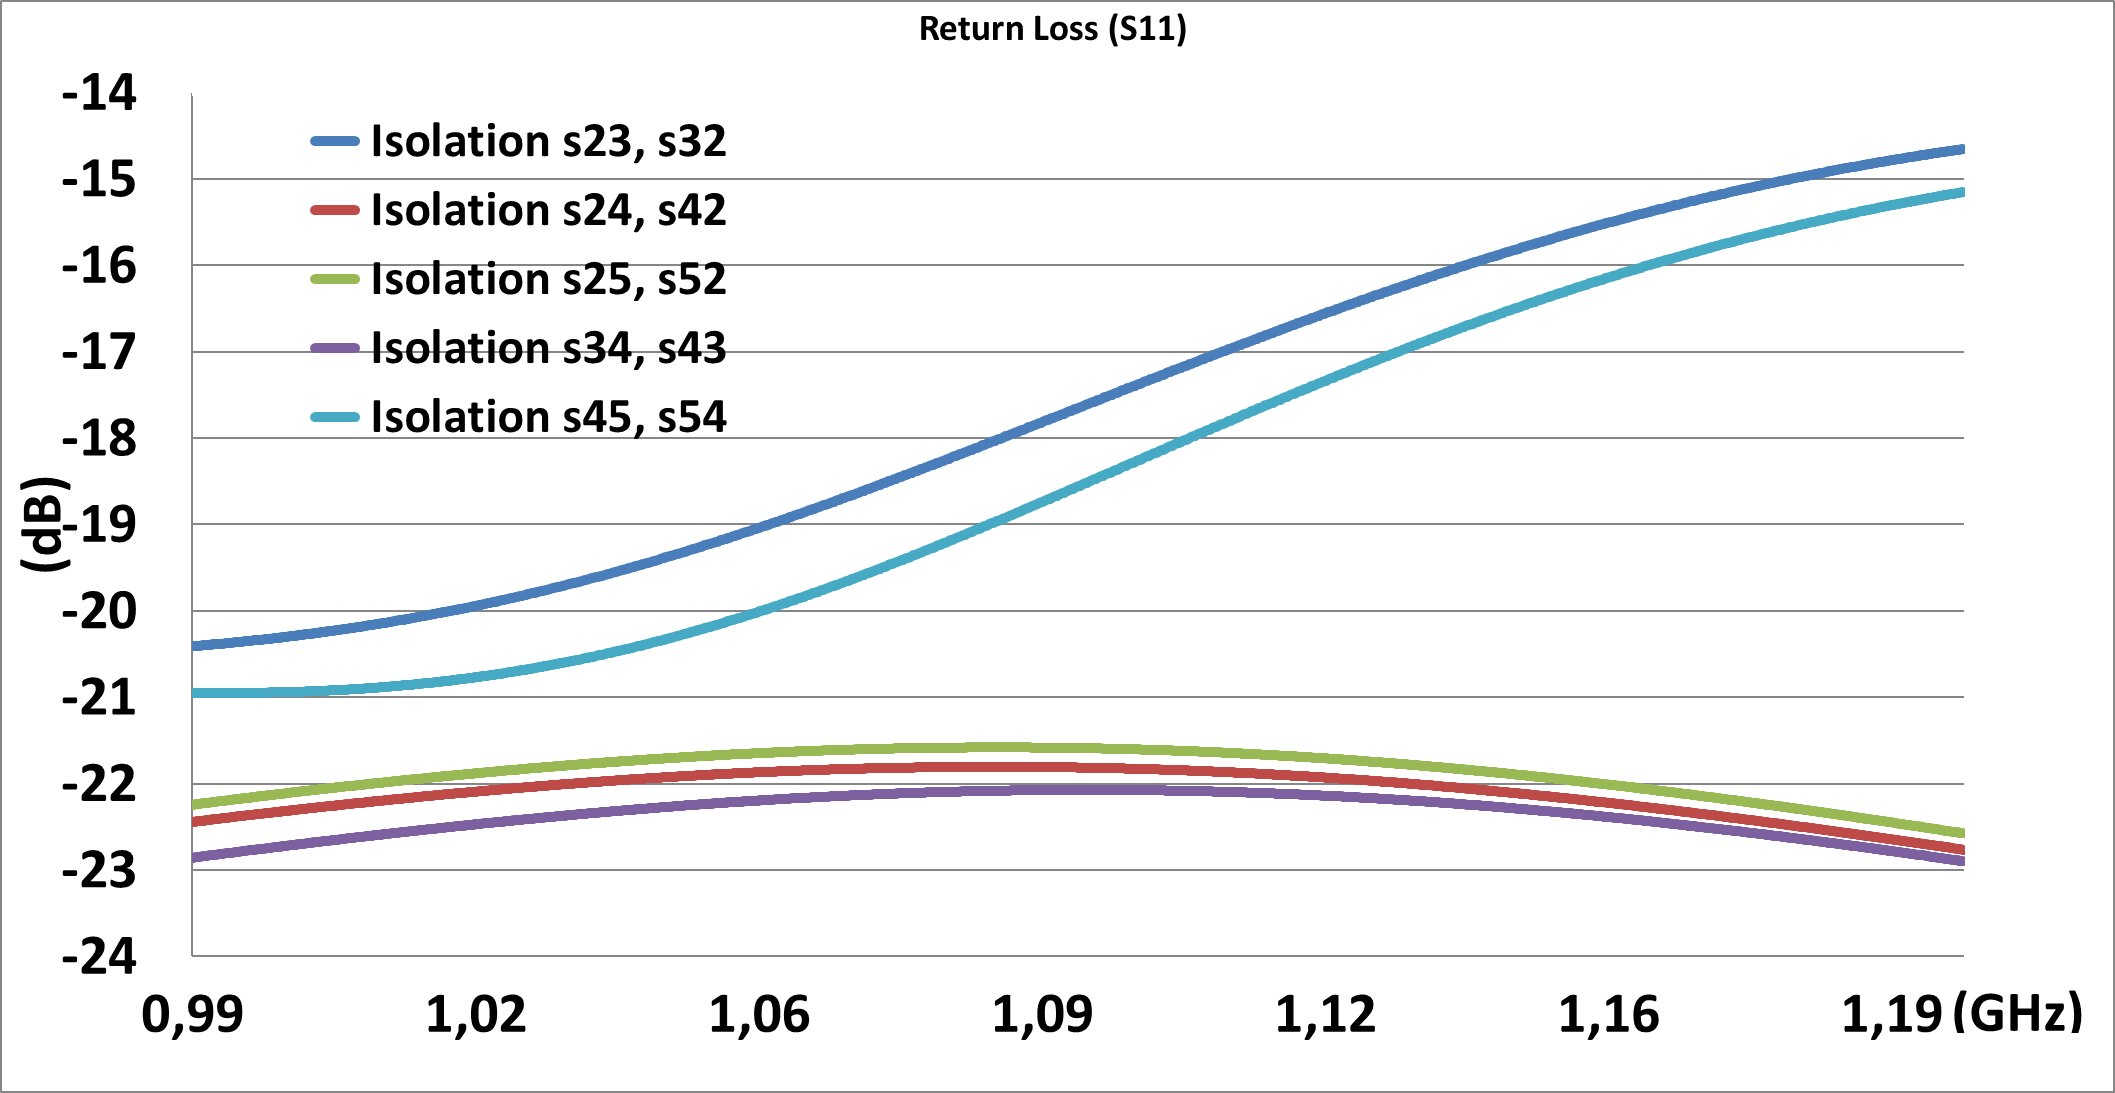 Return Loss (S11)
-14
-15
-16
-17
-18
-19
-20
-21
-22
-23
-24
(dB)
Isolation s23, s32
Isolation s24, s42
Isolation s25, s52
Isolation s34, s43
Isolation s45, s54
0,99 1,02 1,06 1,09 1,12 1,16 1,19 (GHz)